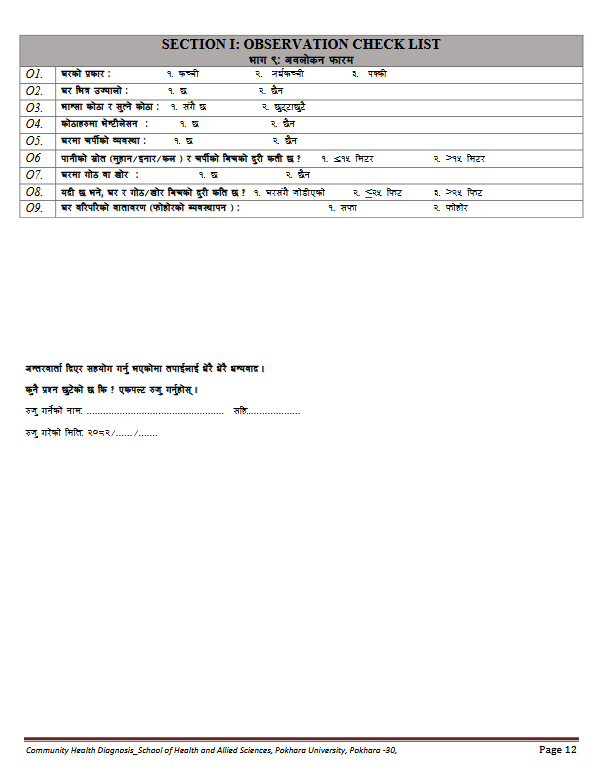 SECTION I: OBSERVATION CHECK LIST
भाग ९: अवलोकन फारम
O1. घरको प्रकार : १. कच्ची २. अर्धकच्ची ३. पक्की
O2. घर भित्र उज्यालो : १. छ २. छैन
O3. भान्सा कोठा र सुत्ने कोठा : १. संगै छ २. छुट्टाछुट्टै
O4. कोठाहरुमा भेन्टीलेसन : १. छ २. छैन
O5. घरमा चर्पीको व्यवस्था : १. छ २. छैन
O6 पानीको स्रोत (मुहान/इनार/कल ) र चर्पीको बिचको दुरी कती छ ? १. ≤१५ मिटर २. >१५ मिटर
O7. घरमा गोठ वा खोर : १. छ २. छैन
O8. यदी छ भने, घर र गोठ/खोर बिचको दुरी कति छ ? १. घरसंगै जोडीएको २. ≤२५ फिट ३. >२५ फिट
O9. घर वरिपरिको वातावरण (फोहोरको व्यवस्थापन ) : १. सफा २. फोहोर
अन्तरवार्ता दिएर सहयोग गर्नु भएकोमा तपाईलाई धेरै धेरै धन्यवाद ।
कुनै प्रश्न छुटेको छ कि ? एकपल्ट रुजु गर्नुहोस् ।
रुजु गर्नेको नाम: .................................................. सहि:...................
रुजु गरेको मिति: २०८२/....../.......
Community Health Diagnosis_School of Health and Allied Sciences, Pokhara University, Pokhara -30, Page 12